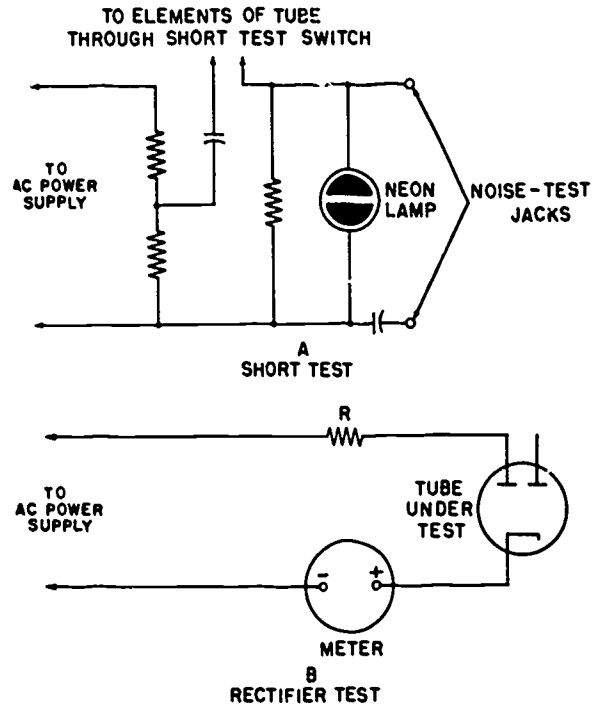 TO ELEMENTS OF TUBE
THROUGH SHORT TEST SWITCH
TO
AC POWER
SUPPLY
NEON
LAMP
NOISE-TEST
JACKS
A
SHORT TEST
R
TO
AC POWER
SUPPLY
TUBE
UNDER
TEST
- +
METER
B
RECTIFIER TEST